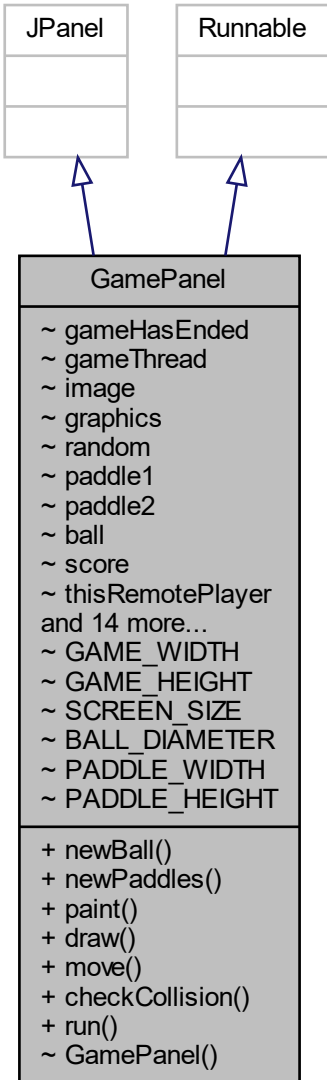 JPanel
Runnable
GamePanel
~ gameHasEnded
~ gameThread
~ image
~ graphics
~ random
~ paddle1
~ paddle2
~ ball
~ score
~ thisRemotePlayer
and 14 more...
~ GAME_WIDTH
~ GAME_HEIGHT
~ SCREEN_SIZE
~ BALL_DIAMETER
~ PADDLE_WIDTH
~ PADDLE_HEIGHT
+ newBall()
+ newPaddles()
+ paint()
+ draw()
+ move()
+ checkCollision()
+ run()
~ GamePanel()